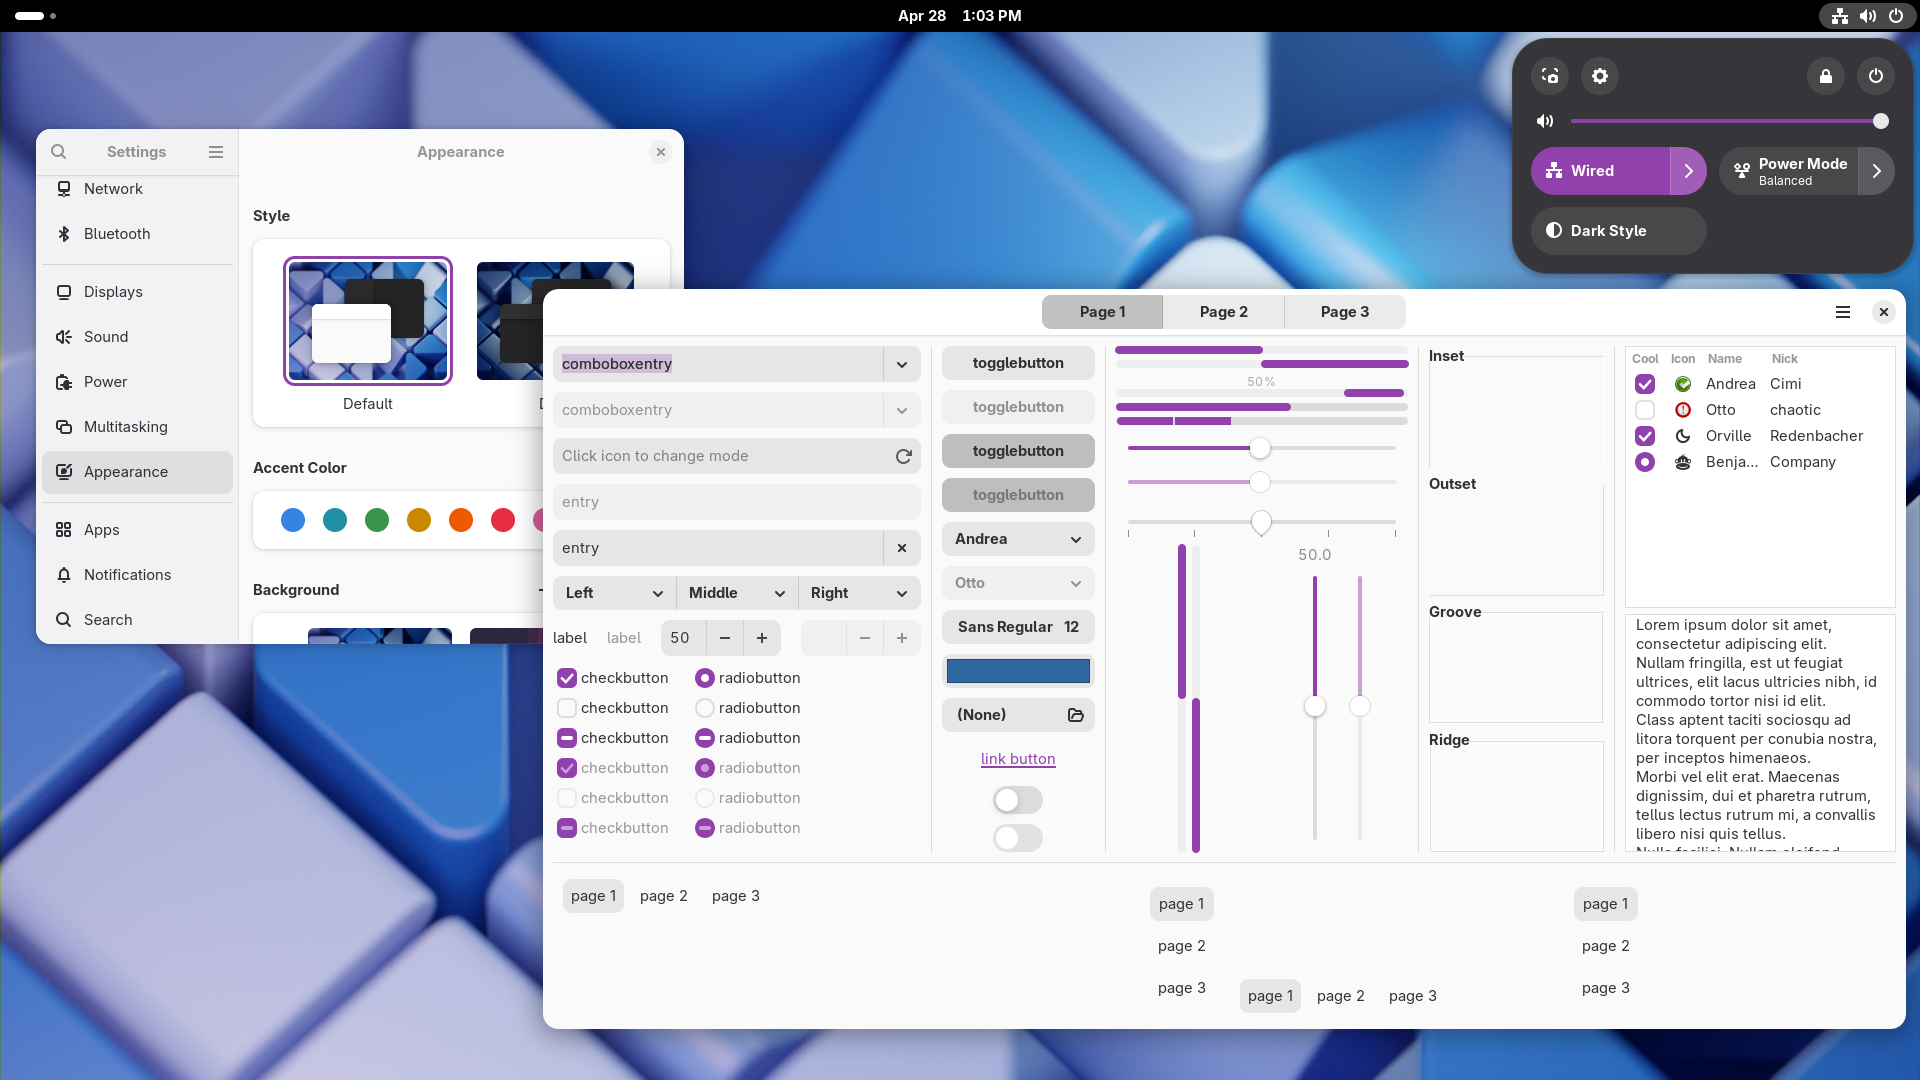 Apr 28 1:03 PM
Settings
Appearance
Network
Bluetooth
Displays
Sound
Power
Multitasking
Appearance
Apps
Notifications
Search
Style
Default
Accent Color
Background
Wired
Power Mode
Balanced
Dark Style
Page 1 Page 2 Page 3
comboboxentry
comboboxentry
Click icon to change mode
entry
entry
Left Middle Right
label label 50
checkbutton radiobutton
checkbutton radiobutton
checkbutton radiobutton
checkbutton radiobutton
checkbutton radiobutton
checkbutton radiobutton
togglebutton
togglebutton
togglebutton
togglebutton
Andrea
Otto
Sans Regular 12
(None)
link button
50%
50.0
Inset
Outset
Groove
Ridge
Cool Icon Name Nick
Andrea Cimi
Otto chaotic
Orville Redenbacher
Benja... Company
Lorem ipsum dolor sit amet,
consectetur adipiscing elit.
Nullam fringilla, est ut feugiat
ultrices, elit lacus ultricies nibh, id
commodo tortor nisi id elit.
Class aptent taciti sociosqu ad
litora torquent per conubia nostra,
per inceptos himenaeos.
Morbi vel elit erat. Maecenas
dignissim, dui et pharetra rutrum,
tellus lectus rutrum mi, a convallis
libero nisi quis tellus.
page 1 page 2 page 3
page 1
page 2
page 3
page 1 page 2 page 3
page 1
page 2
page 3